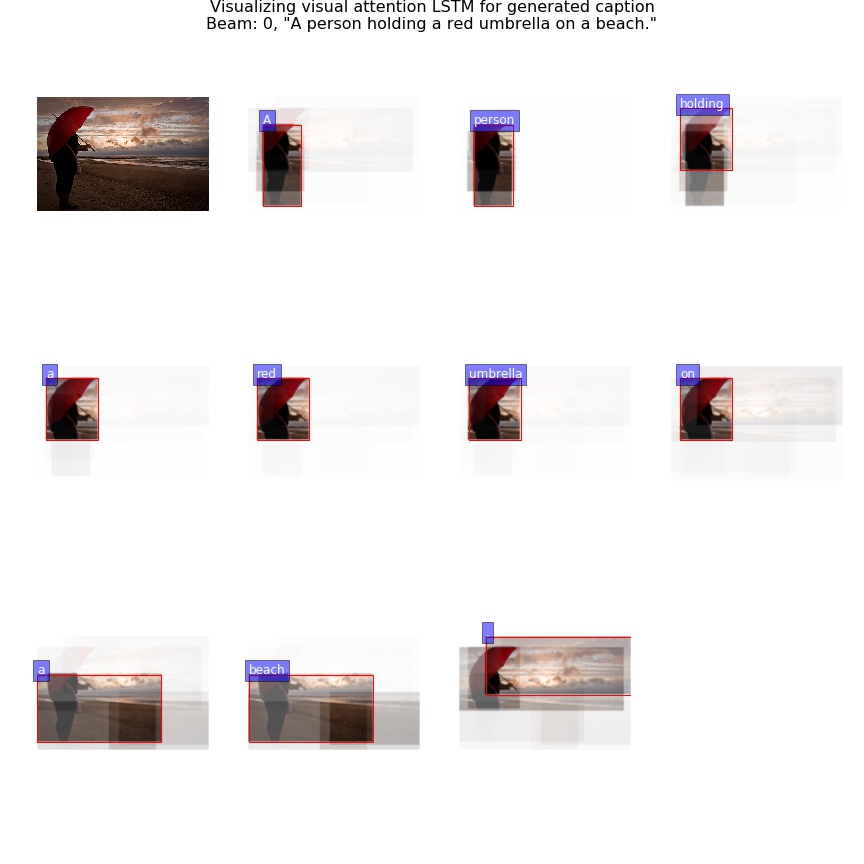 Visualizing visual attention LSTM for generated caption
Beam: 0, "A person holding a red umbrella on a beach."
A
person
holding
a
red
umbrella
on
a
beach
.